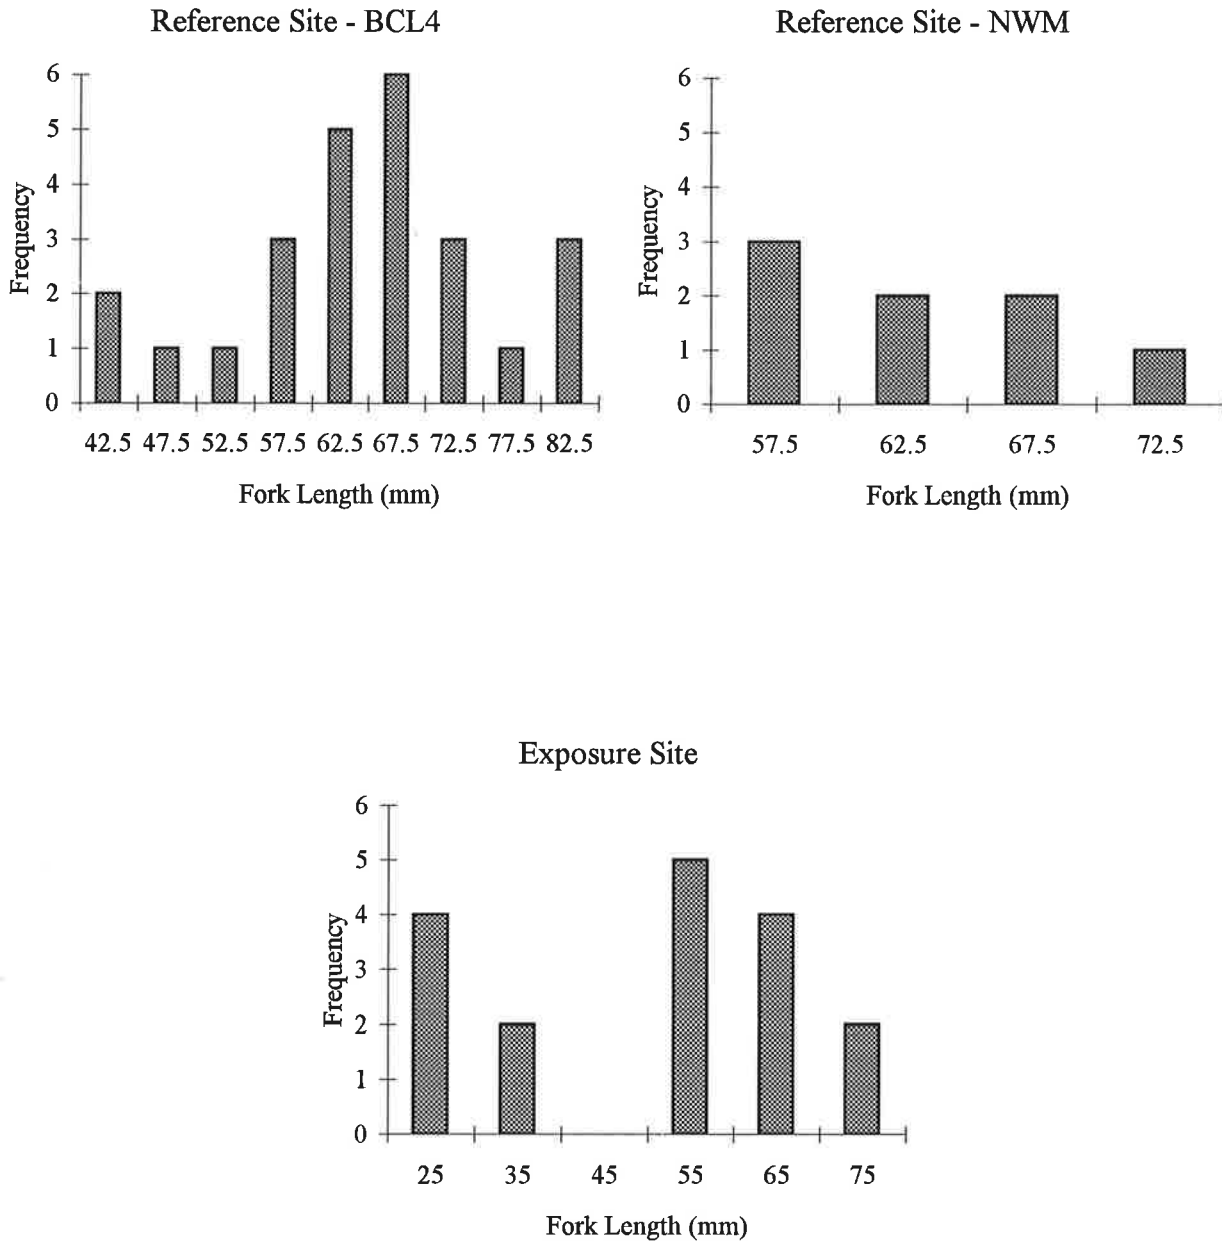 Reference Site - BCL4
6
5
4
3
2
1
0
Frequency
42.5 47.5 52.5 57.5 62.5 67.5 72.5 77.5 82.5
Fork Length (mm)
Reference Site - NWM
6
5
4
3
2
1
0
Frequency
57.5 62.5 67.5 72.5
Fork Length (mm)
Exposure Site
6
5
4
3
2
1
0
Frequency
25 35 45 55 65 75
Fork Length (mm)